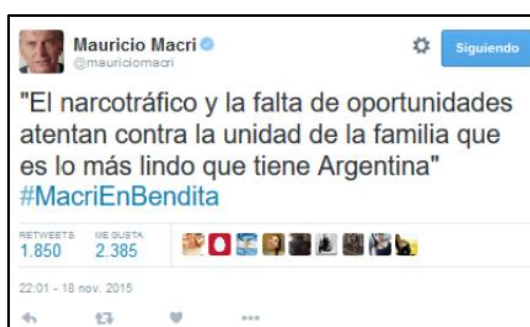 Mauricio Macri
@mauriciomacri
Siguiendo
"El narcotráfico y la falta de oportunidades
atentan contra la unidad de la familia que
es lo más lindo que tiene Argentina"
#MacriEnBendita
RETWEETS ME GUSTA
1.850 2.385
22:01 - 18 nov. 2015